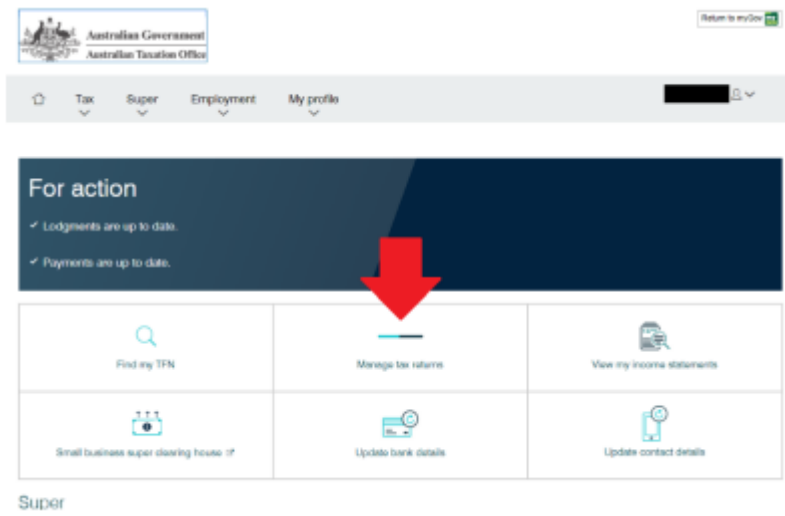 Return to myGov
Australian Government
Australian Taxation Office
Tax Super Employment My profile
For action
Lodgments are up to date.
Payments are up to date.
Find my TFN
Manage tax returns
View my income statements
Small business super clearing house
Update bank details
Update contact details
Super